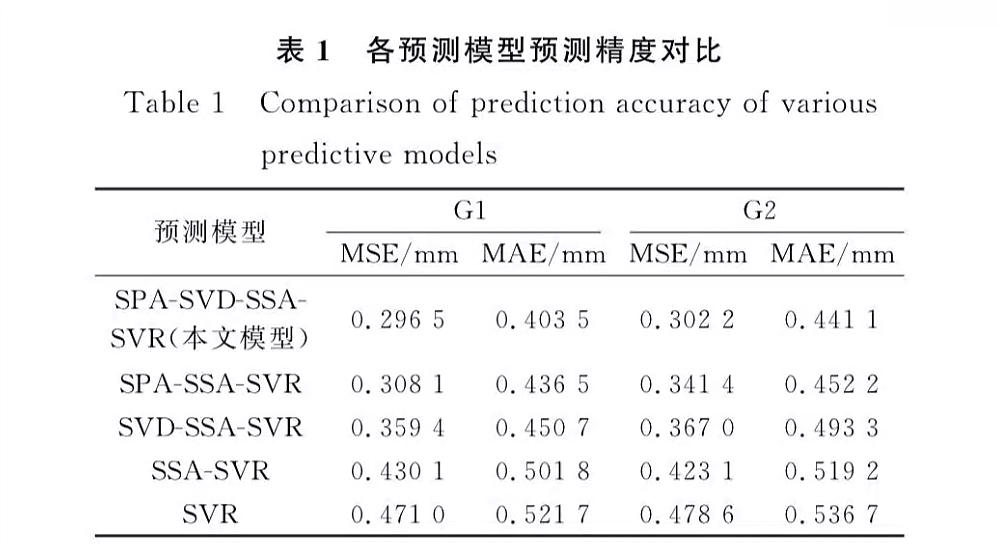 表 1 各预测模型预测精度对比
Table 1 Comparison of prediction accuracy of various
predictive models
预测模型 G1 G2
MSE/mm MAE/mm MSE/mm MAE/mm
SPA-SVD-SSA-
SVR(本文模型) 0.296 5 0.403 5 0.302 2 0.441 1
SPA-SSA-SVR 0.308 1 0.436 5 0.341 4 0.452 2
SVD-SSA-SVR 0.359 4 0.450 7 0.367 0 0.493 3
SSA-SVR 0.430 1 0.501 8 0.423 1 0.519 2
SVR 0.471 0 0.521 7 0.478 6 0.536 7